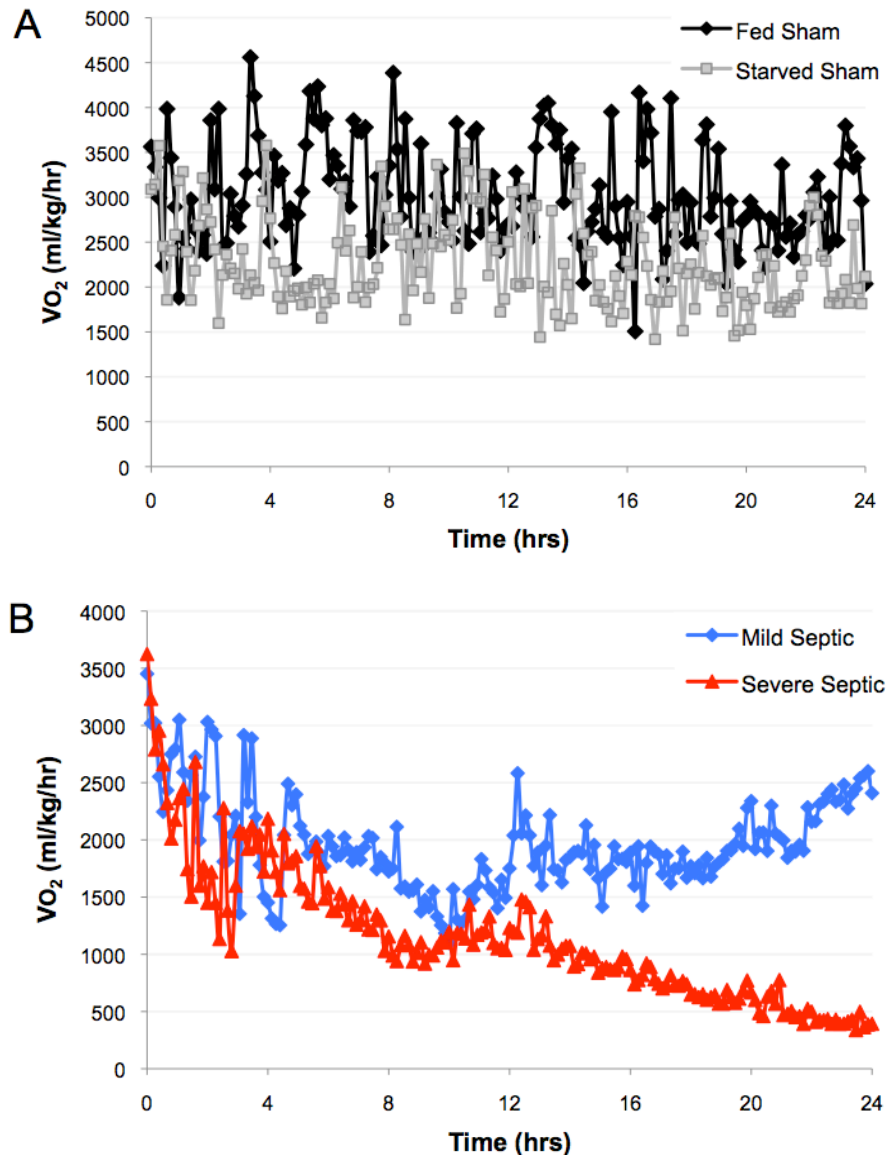 A
Fed Sham
Starved Sham
VO₂ (ml/kg/hr)
5000
4500
4000
3500
3000
2500
2000
1500
1000
500
0
0 4 8 12 16 20 24
Time (hrs)
B
Mild Septic
Severe Septic
VO₂ (ml/kg/hr)
4000
3500
3000
2500
2000
1500
1000
500
0
0 4 8 12 16 20 24
Time (hrs)